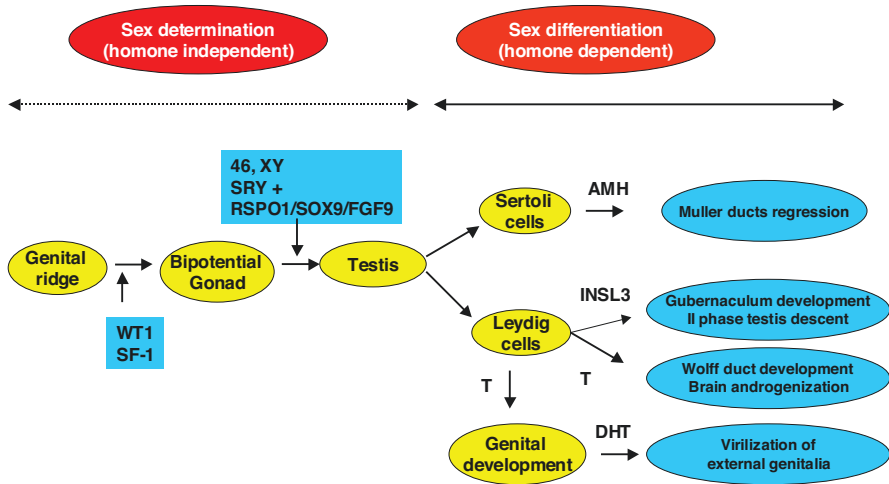 Sex determination
(homone independent)
Sex differentiation
(homone dependent)
46, XY
SRY +
RSPO1/SOX9/FGF9
Genital
ridge
WT1
SF-1
Bipotential
Gonad
Testis
Sertoli
cells
AMH
Muller ducts regression
Leydig
cells
INSL3
Gubernaculum development
II phase testis descent
T
Wolff duct development
Brain androgenization
T
Genital
development
DHT
Virilization of
external genitalia